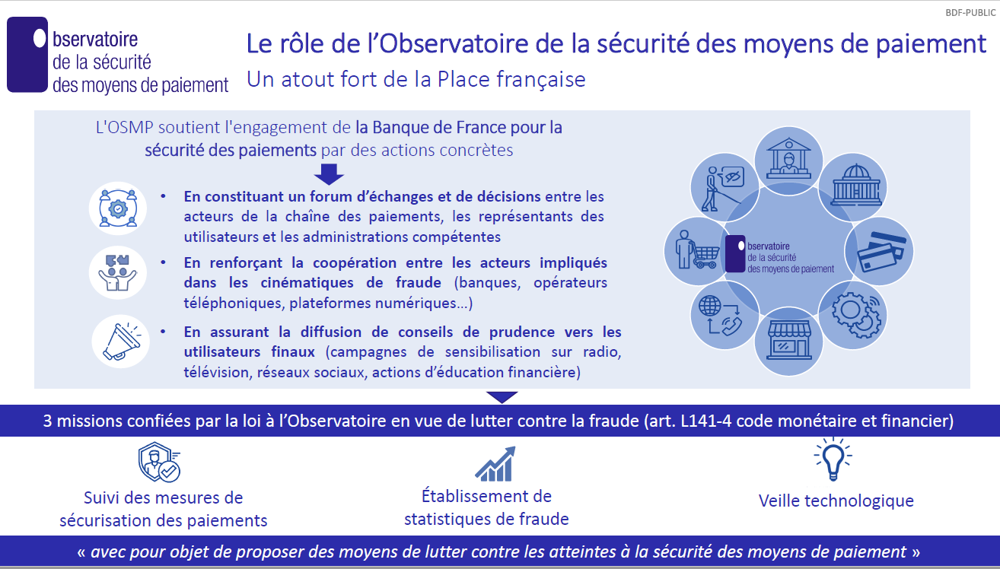 BDF-PUBLIC
bservatoire
de la sécurité
des moyens de paiement
Le rôle de l’Observatoire de la sécurité des moyens de paiement
Un atout fort de la Place française
L'OSMP soutient l'engagement de la Banque de France pour la
sécurité des paiements par des actions concrètes
• En constituant un forum d’échanges et de décisions entre les
acteurs de la chaîne des paiements, les représentants des
utilisateurs et les administrations compétentes
• En renforçant la coopération entre les acteurs impliqués
dans les cinématiques de fraude (banques, opérateurs
téléphoniques, plateformes numériques…)
• En assurant la diffusion de conseils de prudence vers les
utilisateurs finaux (campagnes de sensibilisation sur radio,
télévision, réseaux sociaux, actions d’éducation financière)
bservatoire
de la sécurité
des moyens de paiement
3 missions confiées par la loi à l’Observatoire en vue de lutter contre la fraude (art. L141-4 code monétaire et financier)
Suivi des mesures de
sécurisation des paiements
Établissement de
statistiques de fraude
Veille technologique
« avec pour objet de proposer des moyens de lutter contre les atteintes à la sécurité des moyens de paiement »